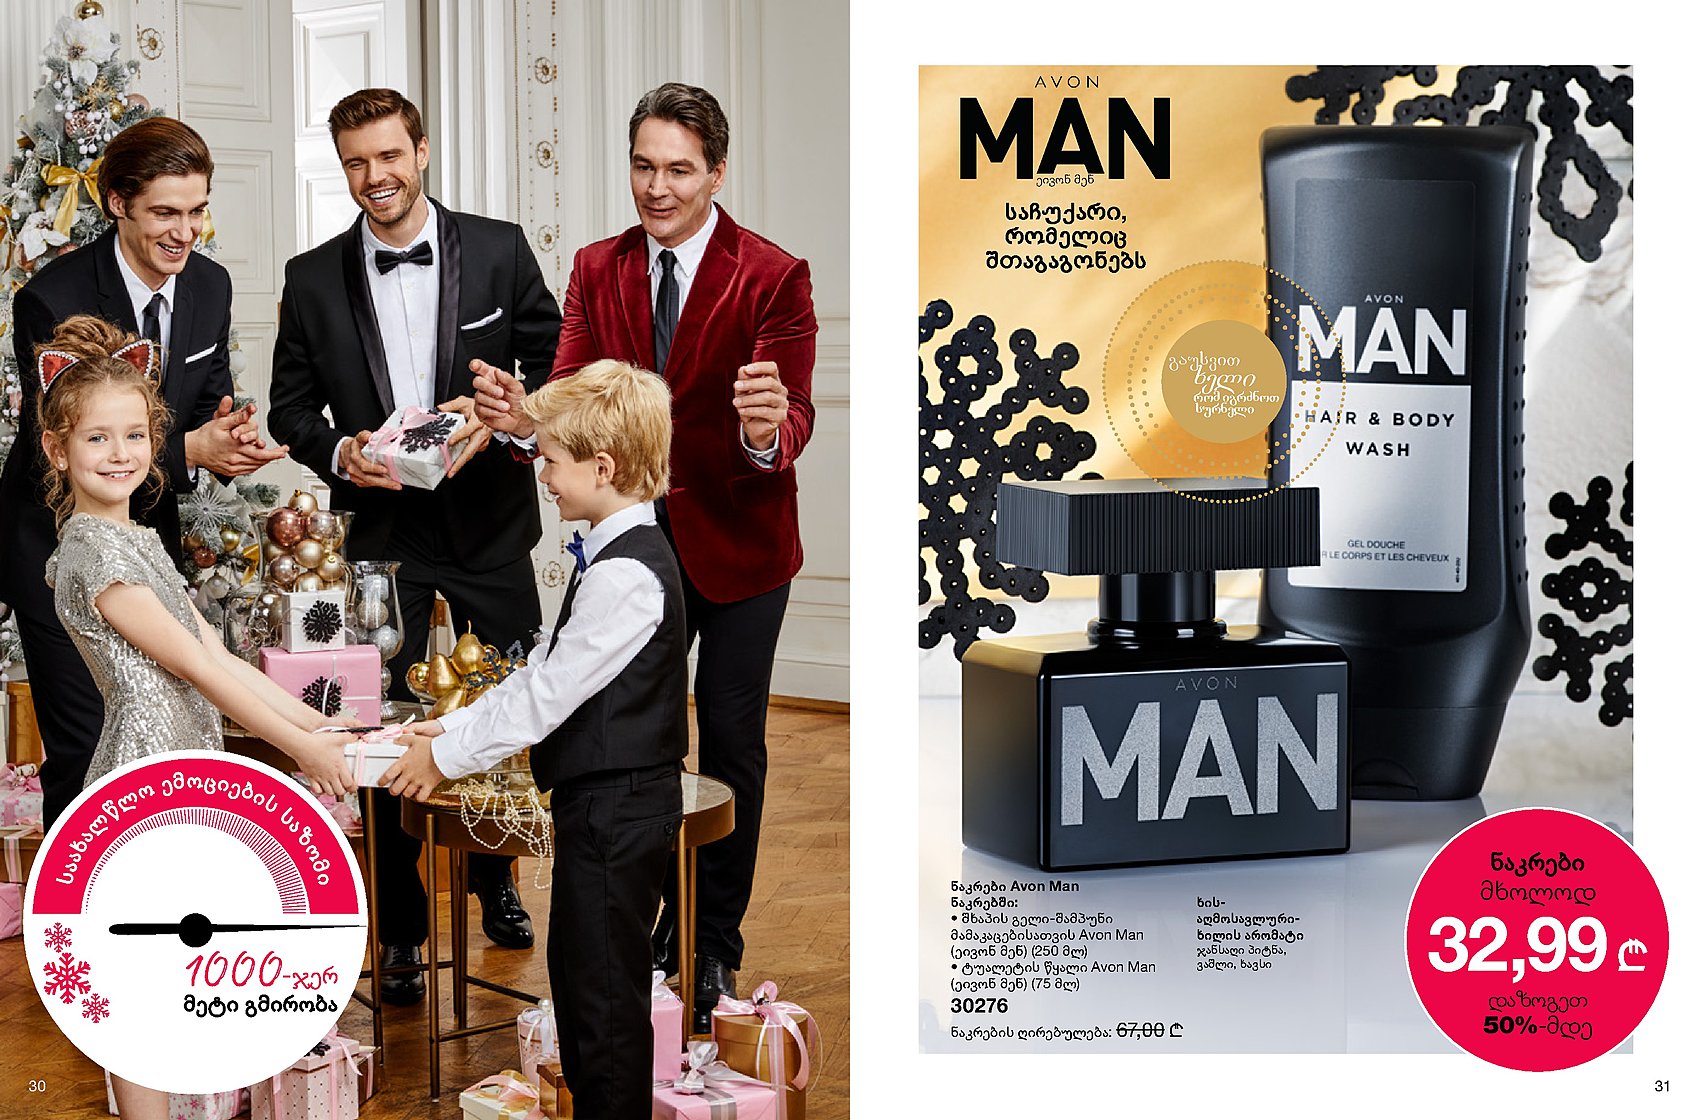 საახალწლო ემოციების საზომი
1000-ჯერ
მეტი გმირობა
30
AVON
MAN
ეივონ მენ
საჩუქარი,
რომელიც
შთააგონებს
გაუსვით
ხელი
რომ იგრძნოთ
სურნელი
AVON
MAN
HAIR & BODY
WASH
GEL DOUCHE
R LE CORPS ET LES CHEVEUX
AVON
MAN
ნაკრები Avon Man
ნაკრებში:
• შხაპის გელი-შამპუნი
მამაკაცებისათვის Avon Man
(ეივონ მენ) (250 მლ)
• ტუალეტის წყალი Avon Man
(ეივონ მენ) (75 მლ)
30276
ნაკრების ღირებულება: 67,00 ₾
ხის-
აღმოსავლური-
ხილის არომატი
ჯანსაღი პიტნა,
ვაშლი, ხავსი
ნაკრები
მხოლოდ
32,99 ₾
დაზოგეთ
50%-მდე
31